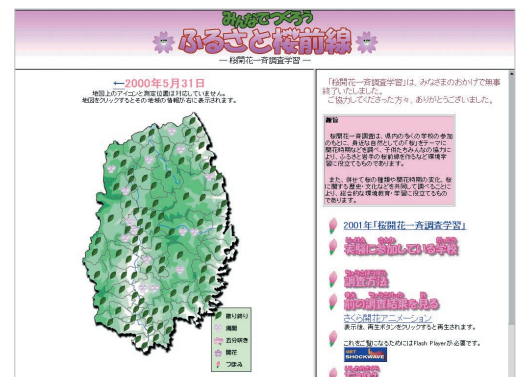 みんなでつくろう
ふるさと桜前線
― 桜開花一斉調査学習 ―
←2000年5月31日
地図上のアイコンと測定位置は対応していません。
地図をクリックするとその地域の情報が右に表示されます。
散り終り
満開
五分咲き
開花
つぼみ
「桜開花一斉調査学習」は、みなさまのおかげで無事
終了いたしました。
ご協力してくださった方々、ありがとうございました。
趣旨
桜開花一斉調査は、県内の多くの学校の参加
のもとに、身近な自然としての「桜」をテーマに
開花時期などを調べ、子供たちみんなの協力に
より、ふるさと岩手の桜前線を作るなど環境学
習に役立てるものであります。
また、併せて桜の種類や開花時期の変化、桜
に関する歴史・文化などを共同して調べることに
より、総合的な環境教育・学習に役立てるもの
であります。
2001年「桜開花一斉調査学習」
実際に参加している学校
調査方法
前の調査結果を見る
さくら開花アニメーション
表示後、再生ボタンをクリックすると再生されます。
これをご覧になるためにはFlash Playerが必要です。
GET
SHOCKWAVE